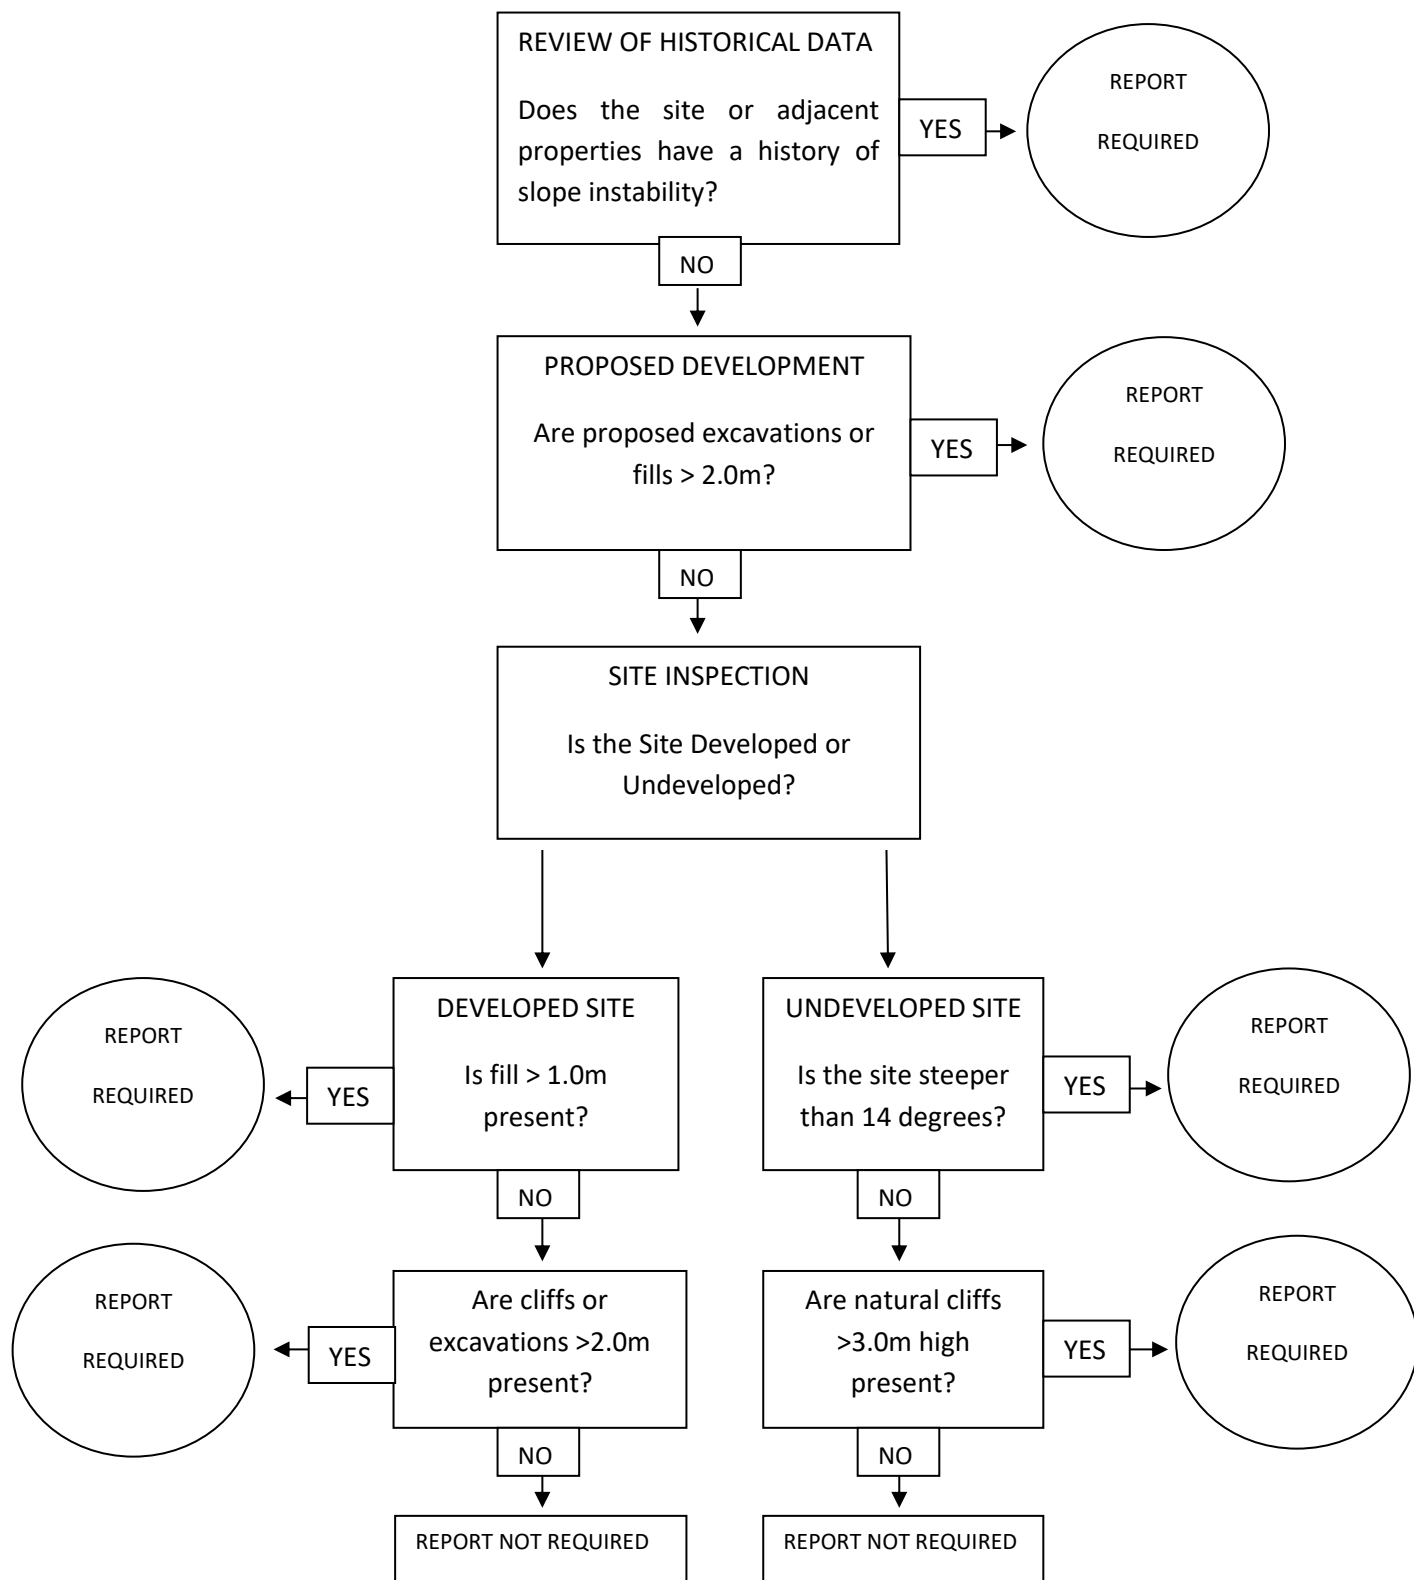 REVIEW OF HISTORICAL DATA
Does the site or adjacent
properties have a history of
slope instability?
YES
REPORT
REQUIRED
NO
PROPOSED DEVELOPMENT
Are proposed excavations or
fills > 2.0m?
YES
REPORT
REQUIRED
NO
SITE INSPECTION
Is the Site Developed or
Undeveloped?
DEVELOPED SITE
Is fill > 1.0m
present?
YES
REPORT
REQUIRED
NO
Are cliffs or
excavations >2.0m
present?
YES
REPORT
REQUIRED
NO
REPORT NOT REQUIRED
UNDEVELOPED SITE
Is the site steeper
than 14 degrees?
YES
REPORT
REQUIRED
NO
Are natural cliffs
>3.0m high
present?
YES
REPORT
REQUIRED
NO
REPORT NOT REQUIRED